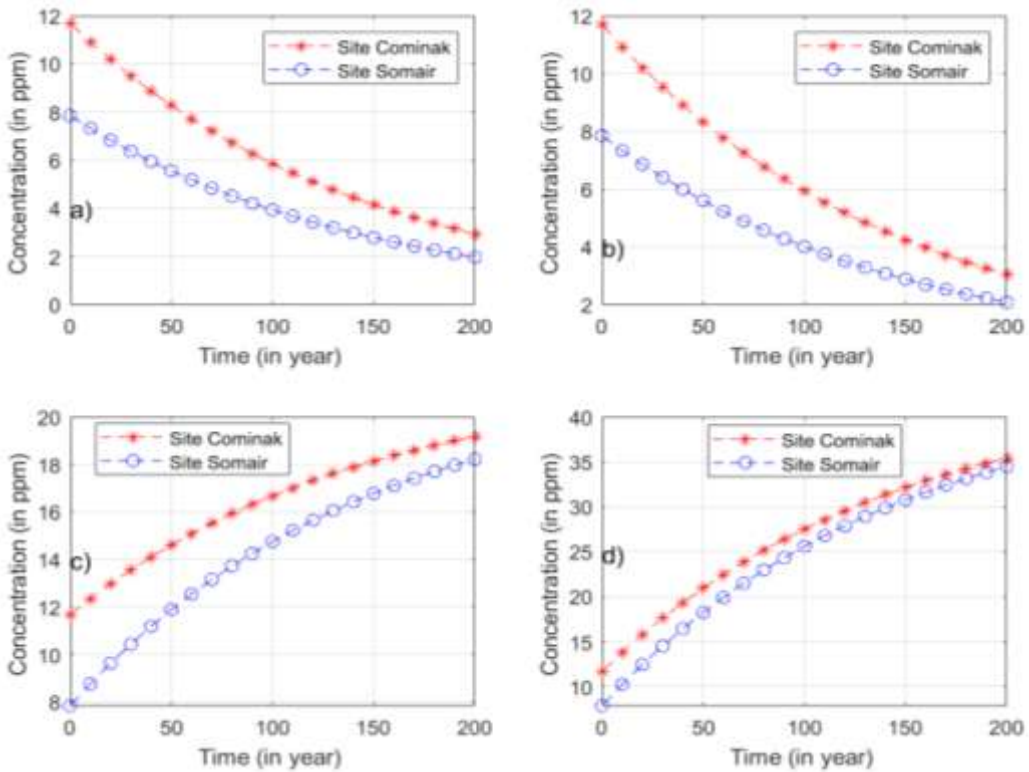 12
10
8
6
4
2
0
Concentration (in ppm)
a)
Site Cominak
Site Somair
0 50 100 150 200
Time (in year)
12
10
8
6
4
2
Concentration (in ppm)
b)
Site Cominak
Site Somair
0 50 100 150 200
Time (in year)
20
18
16
14
12
10
8
Concentration (in ppm)
c)
Site Cominak
Site Somair
0 50 100 150 200
Time (in year)
40
35
30
25
20
15
10
Concentration (in ppm)
d)
Site Cominak
Site Somair
0 50 100 150 200
Time (in year)